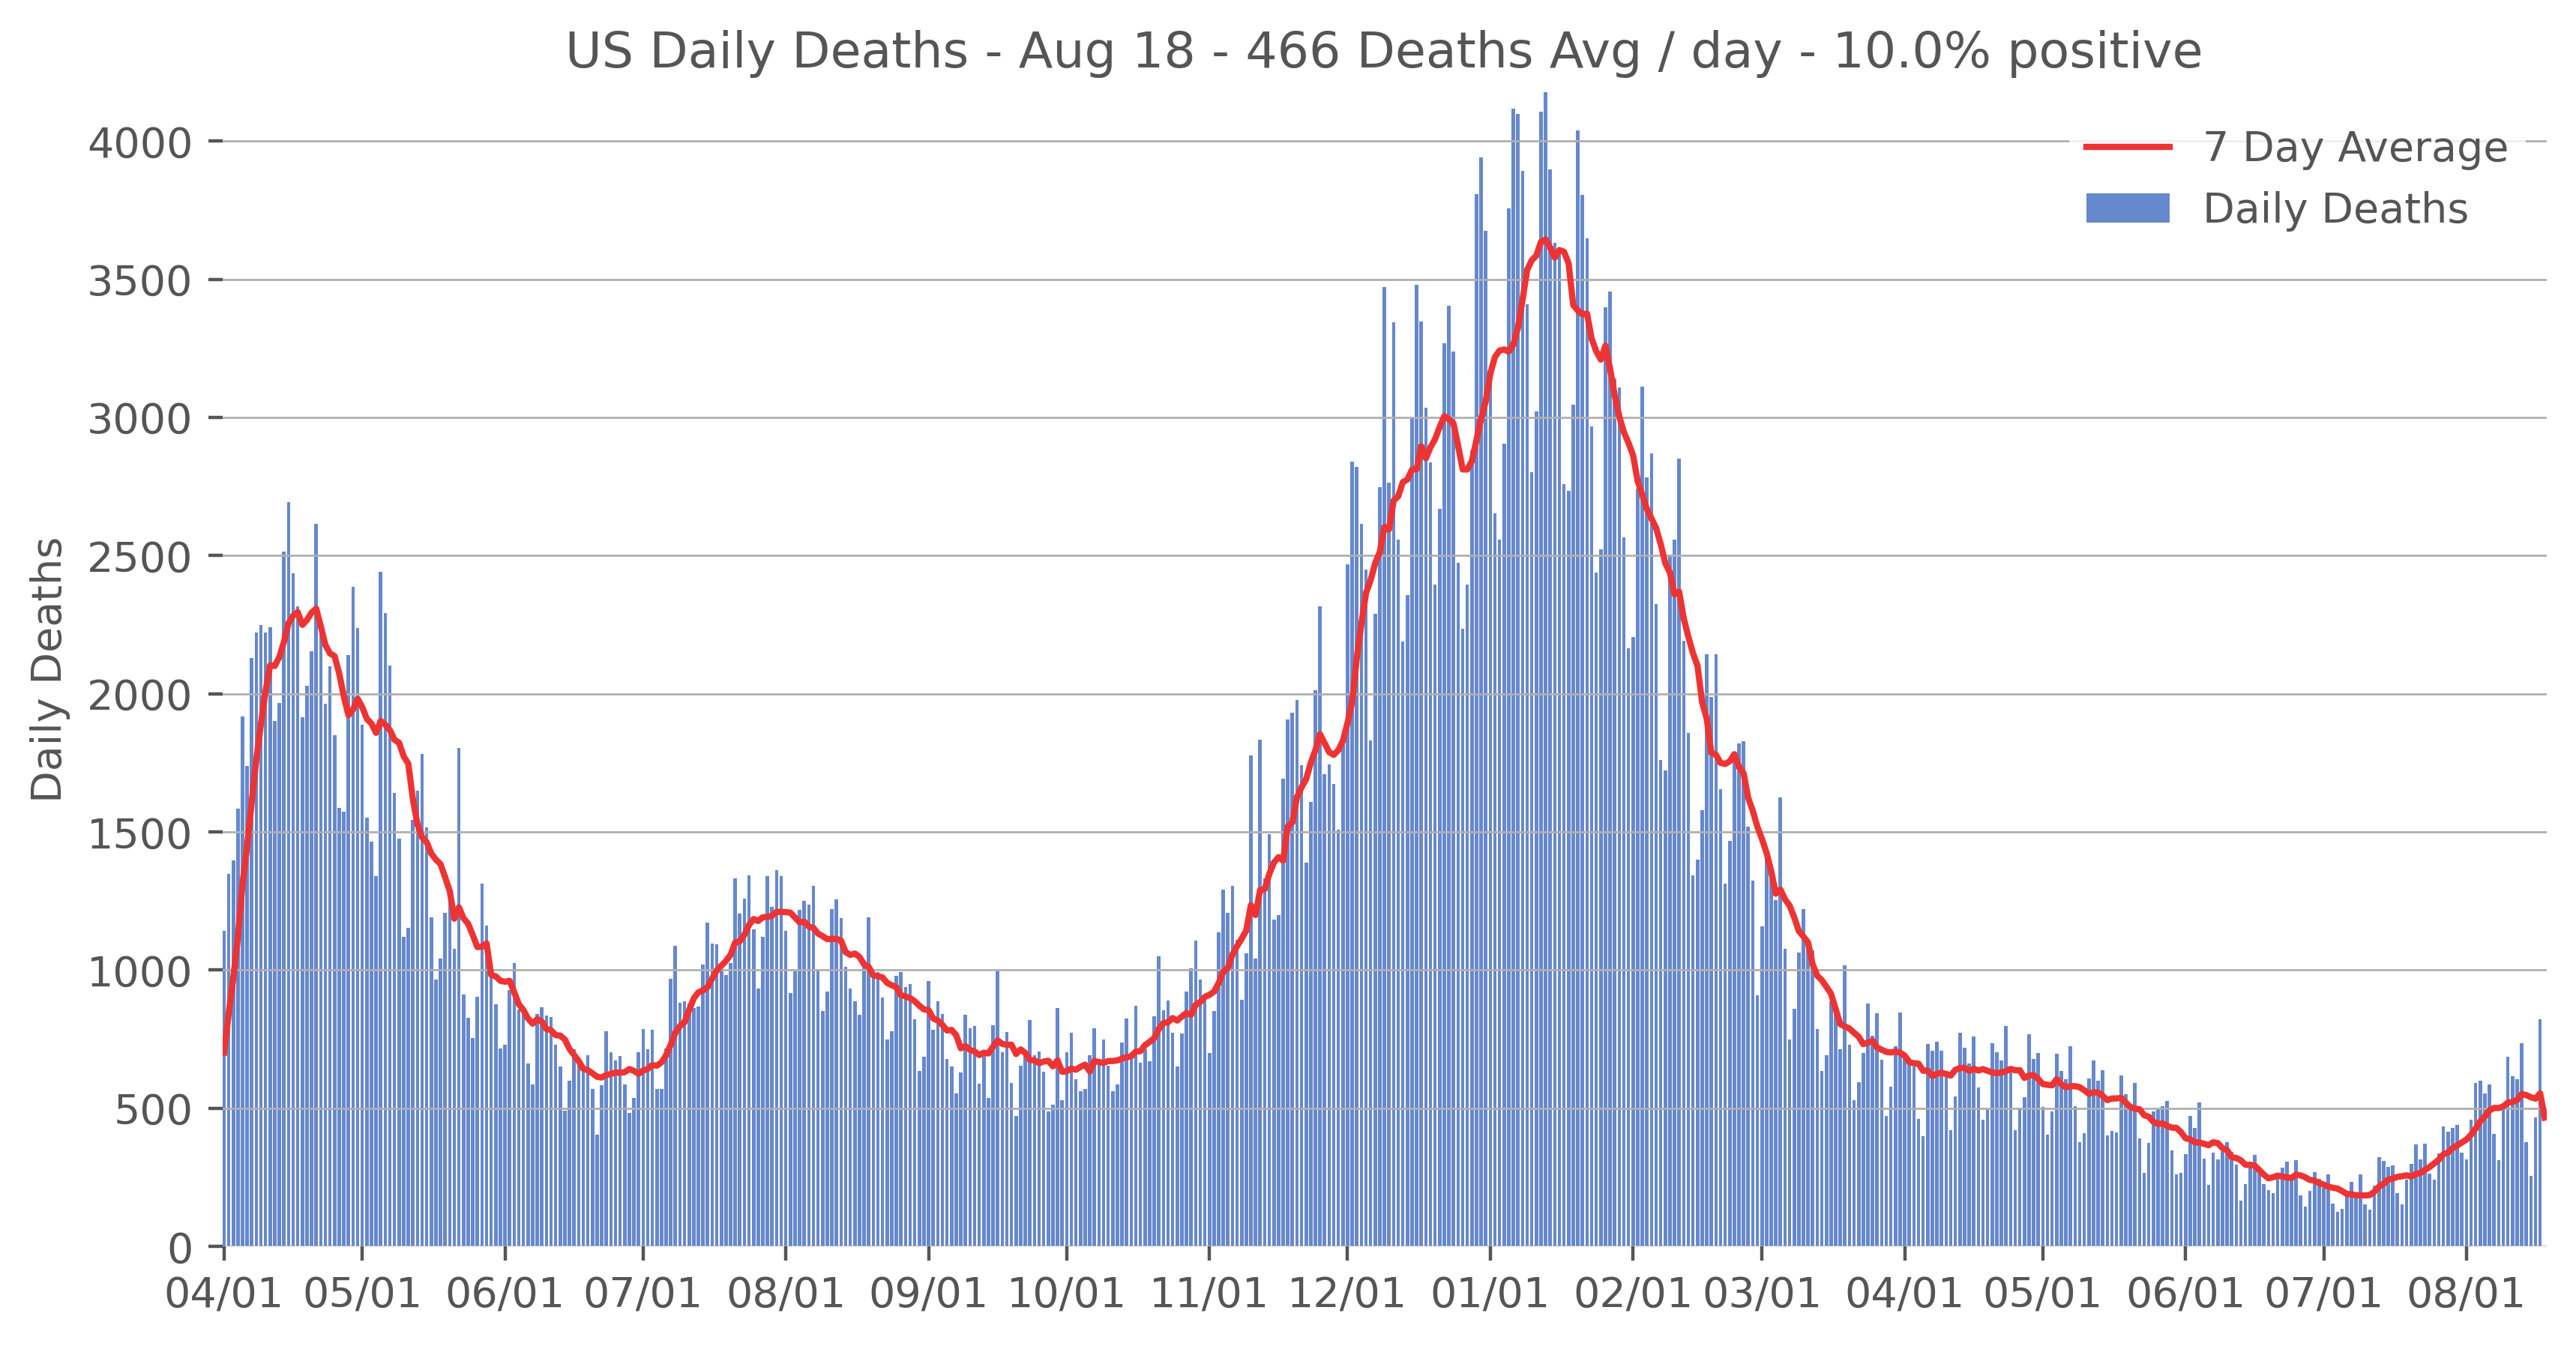 US Daily Deaths - Aug 18 - 466 Deaths Avg / day - 10.0% positive
7 Day Average
Daily Deaths
Daily Deaths
4000
3500
3000
2500
2000
1500
1000
500
0
04/01 05/01 06/01 07/01 08/01 09/01 10/01 11/01 12/01 01/01 02/01 03/01 04/01 05/01 06/01 07/01 08/01